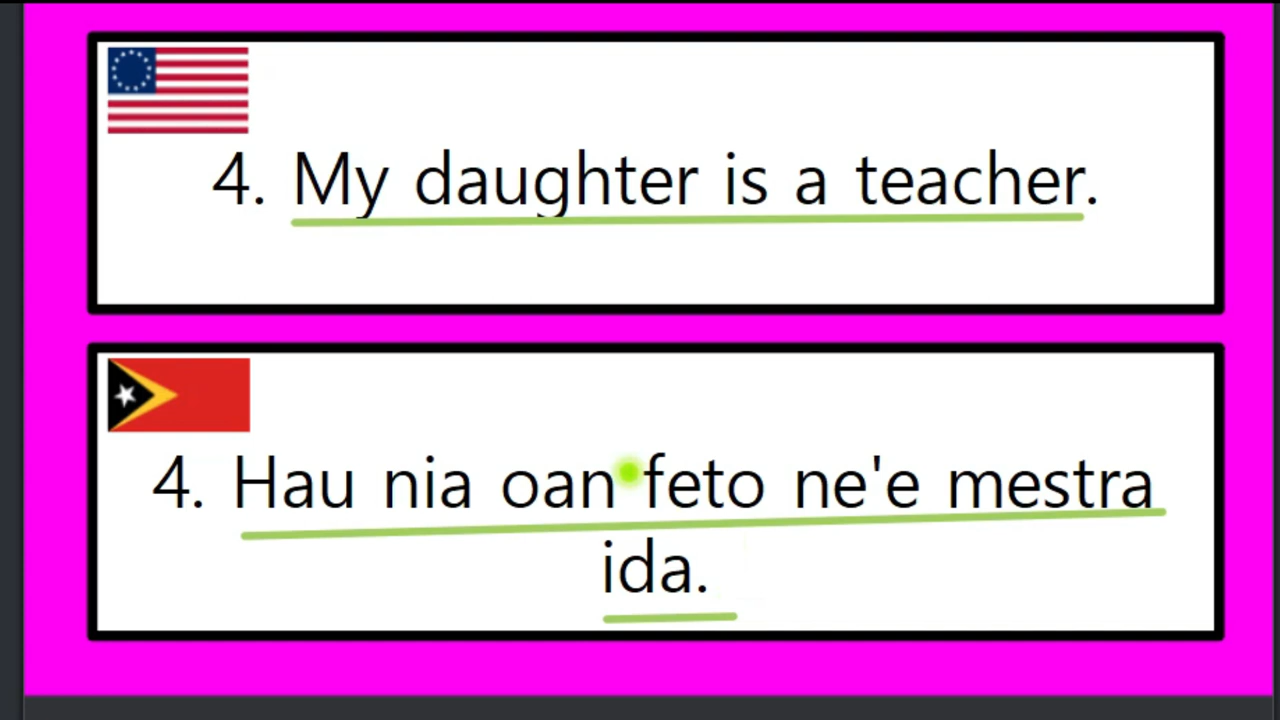 4. My daughter is a teacher.
4. Hau nia oan feto ne'e mestra
ida.